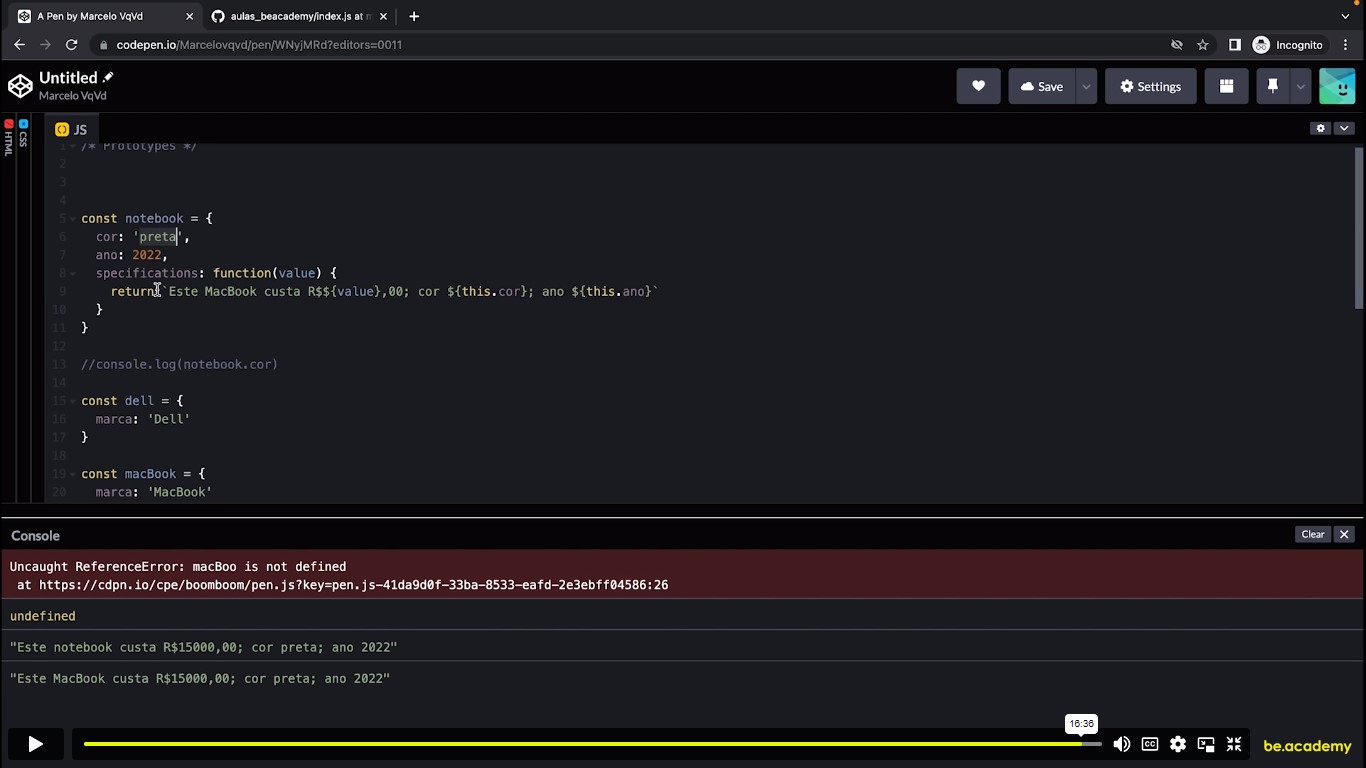 A Pen by Marcelo VqVd
aulas_beacademy/index.js at m
codepen.io/Marcelovqvd/pen/WNyjMRd?editors=0011
Incognito
Untitled
Marcelo VqVd
Save
Settings
HTML
CSS
JS
1 /* Prototypes */
2
3
4
5 const notebook = {
6 cor: 'preta',
7 ano: 2022,
8 specifications: function(value) {
9 return `Este MacBook custa R$${value},00; cor ${this.cor}; ano ${this.ano}`
10 }
11 }
12
13 //console.log(notebook.cor)
14
15 const dell = {
16 marca: 'Dell'
17 }
18
19 const macBook = {
20 marca: 'MacBook'
Console
Clear
Uncaught ReferenceError: macBoo is not defined
at https://cdpn.io/cpe/boomboom/pen.js?key=pen.js-41da9d0f-33ba-8533-eafd-2e3ebff04586:26
undefined
"Este notebook custa R$15000,00; cor preta; ano 2022"
"Este MacBook custa R$15000,00; cor preta; ano 2022"
16:36
CC
be.academy